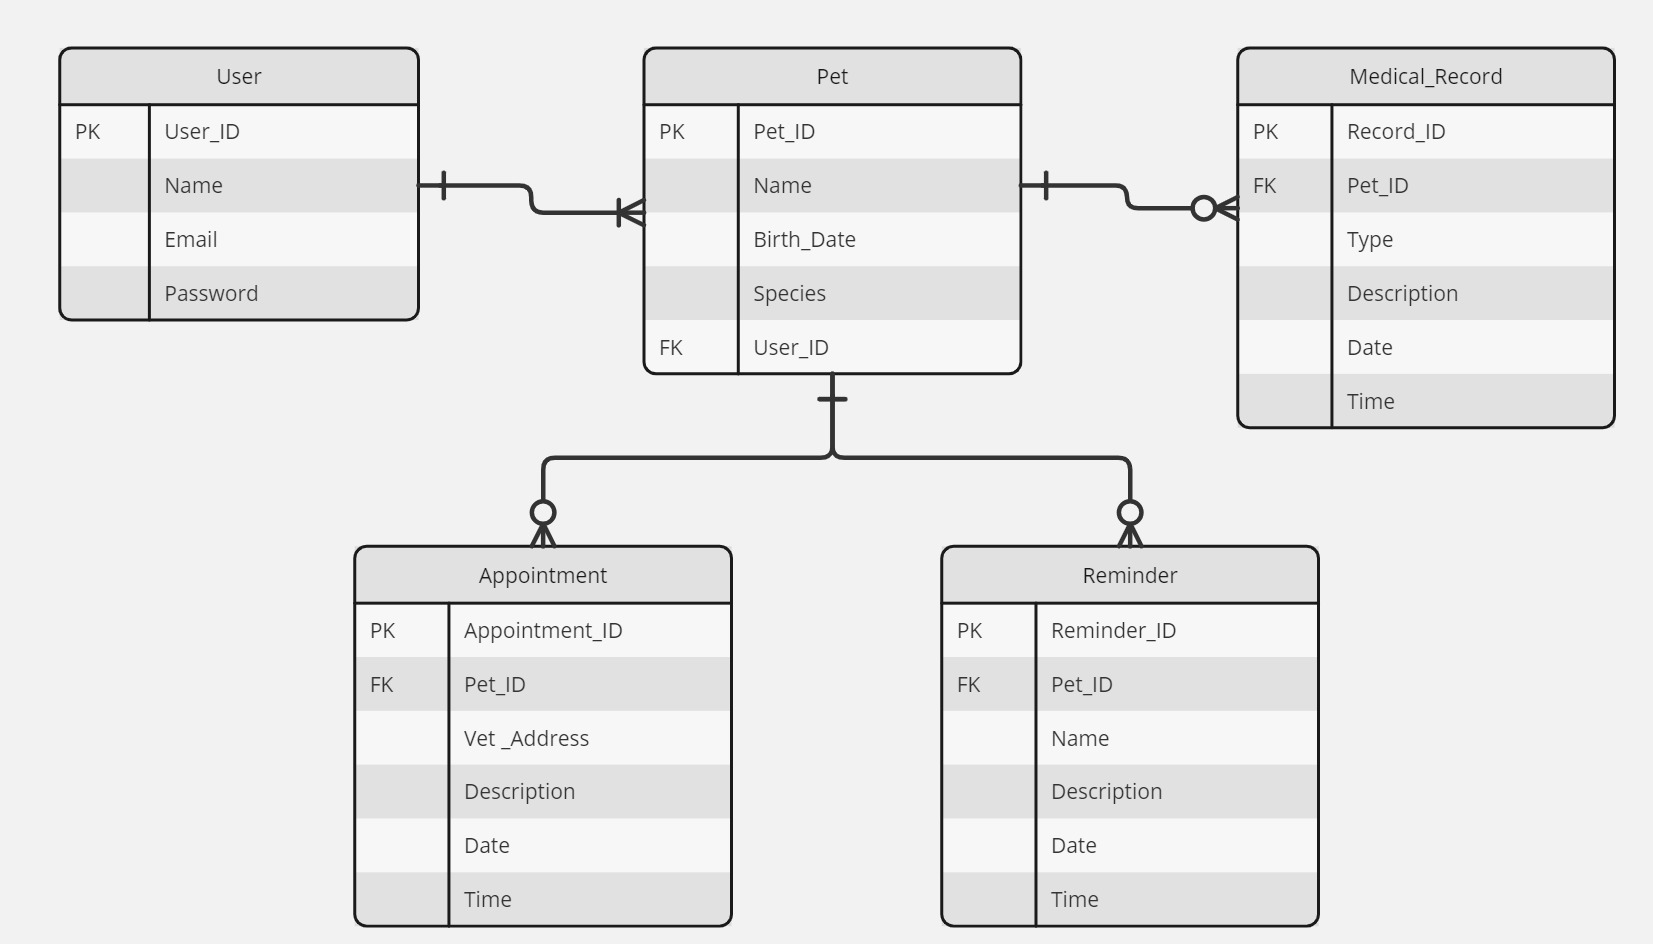 User
PK User_ID
Name
Email
Password
Pet
PK Pet_ID
Name
Birth_Date
Species
FK User_ID
Medical_Record
PK Record_ID
FK Pet_ID
Type
Description
Date
Time
Appointment
PK Appointment_ID
FK Pet_ID
Vet _Address
Description
Date
Time
Reminder
PK Reminder_ID
FK Pet_ID
Name
Description
Date
Time